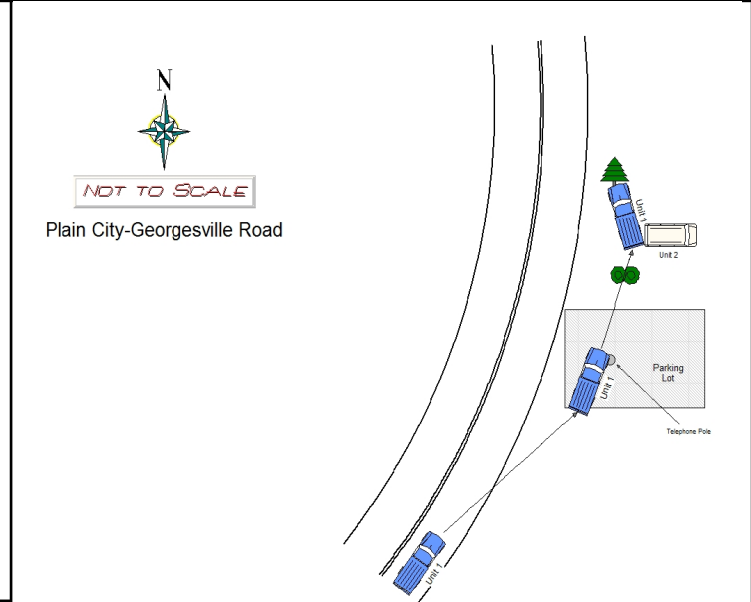 N
NOT TO SCALE
Plain City-Georgesville Road
Unit 1
Unit 2
Parking
Lot
Unit 1
Telephone Pole
Unit 1